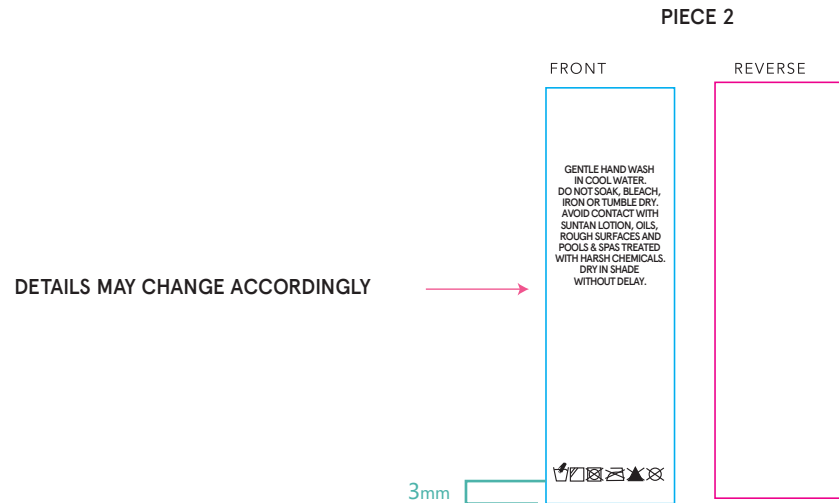 PIECE 2
FRONT
REVERSE
GENTLE HAND WASH
IN COOL WATER.
DO NOT SOAK, BLEACH,
IRON OR TUMBLE DRY.
AVOID CONTACT WITH
SUNTAN LOTION, OILS,
ROUGH SURFACES AND
POOLS & SPAS TREATED
WITH HARSH CHEMICALS.
DRY IN SHADE
WITHOUT DELAY.
DETAILS MAY CHANGE ACCORDINGLY
3mm